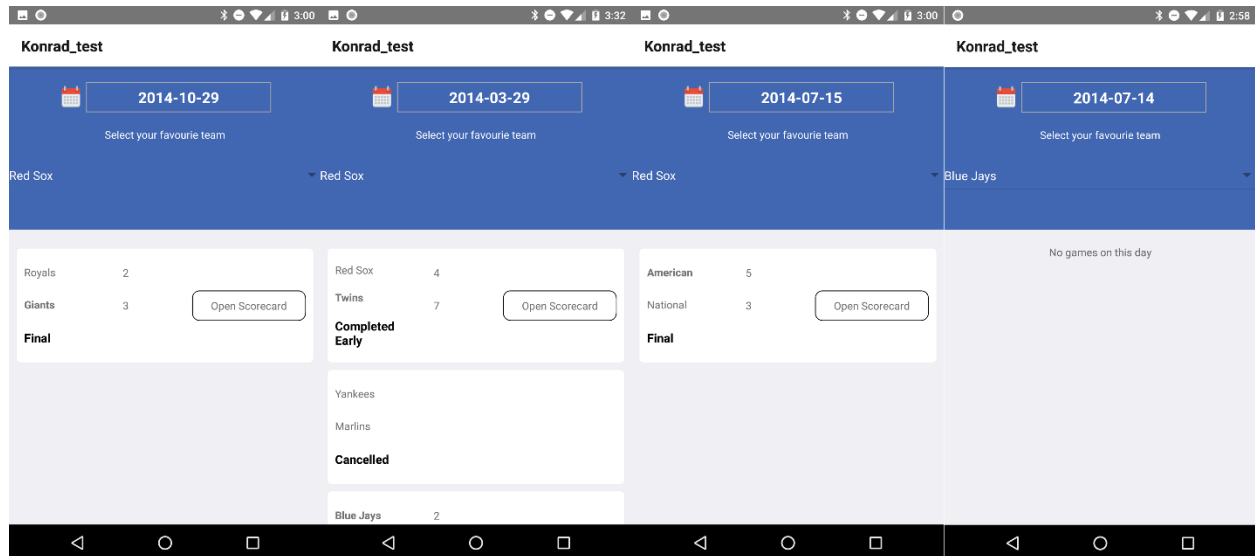 3:00
Konrad_test
2014-10-29
Select your favourie team
Red Sox
Royals 2
Giants 3
Open Scorecard
Final
3:32
Konrad_test
2014-03-29
Select your favourie team
Red Sox
Red Sox 4
Twins 7
Open Scorecard
Completed
Early
Yankees
Marlins
Cancelled
Blue Jays 2
3:00
Konrad_test
2014-07-15
Select your favourie team
Red Sox
American 5
National 3
Open Scorecard
Final
2:58
Konrad_test
2014-07-14
Select your favourie team
Blue Jays
No games on this day